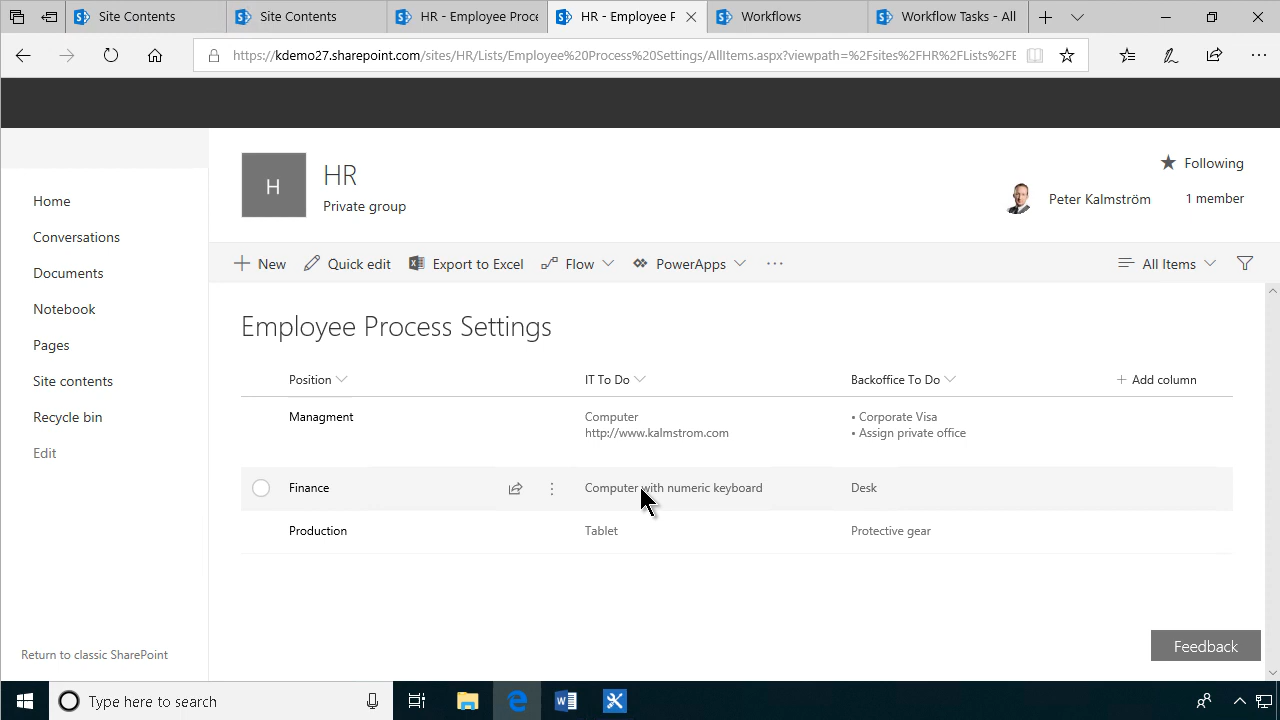 Site Contents
Site Contents
HR - Employee Proce
HR - Employee F
Workflows
Workflow Tasks - All
https://kdemo27.sharepoint.com/sites/HR/Lists/Employee%20Process%20Settings/AllItems.aspx?viewpath=%2Fsites%2FHR%2FLists%2FE
H
HR
Private group
Following
Peter Kalmström
1 member
Home
Conversations
Documents
Notebook
Pages
Site contents
Recycle bin
Edit
Return to classic SharePoint
New
Quick edit
Export to Excel
Flow
PowerApps
All Items
Employee Process Settings
Position
IT To Do
Backoffice To Do
Add column
Managment
Computer
http://www.kalmstrom.com
• Corporate Visa
• Assign private office
Finance
Computer with numeric keyboard
Desk
Production
Tablet
Protective gear
Feedback
Type here to search